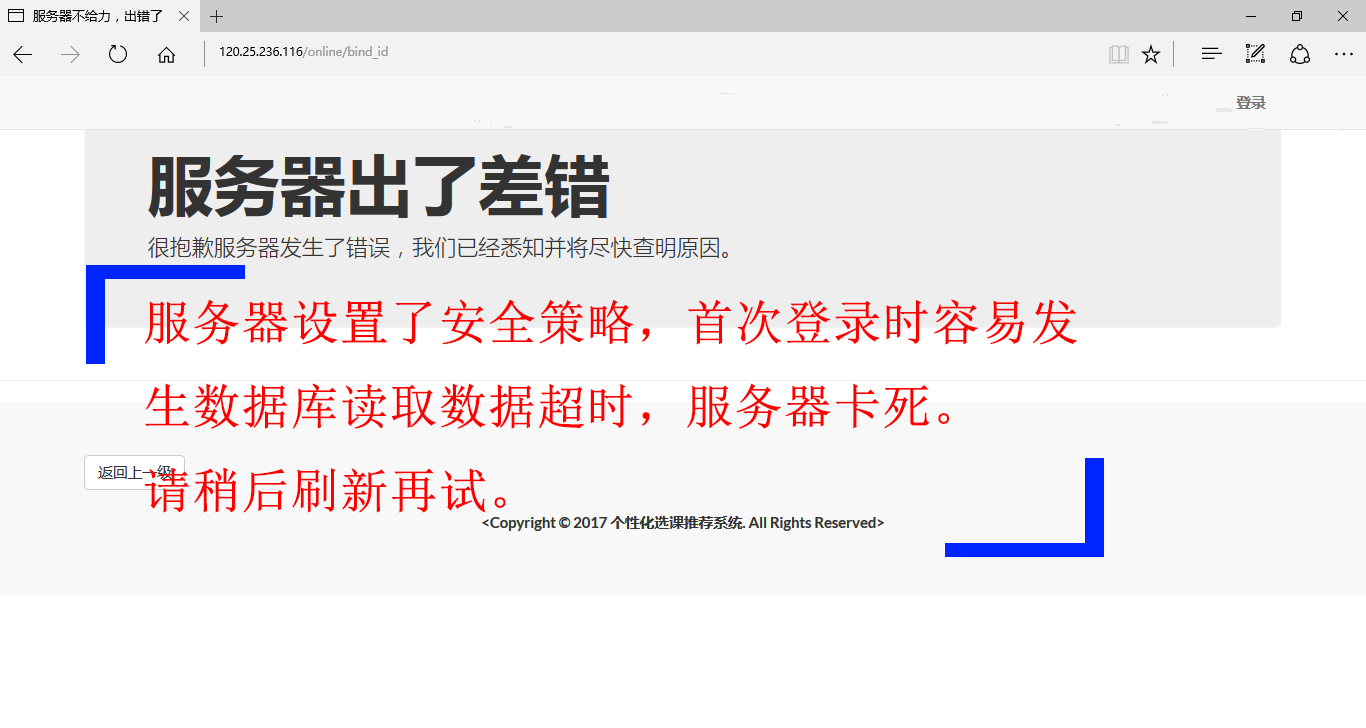 服务器不给力，出错了
120.25.236.116/online/bind_id
登录
服务器出了差错
很抱歉服务器发生了错误，我们已经悉知并将尽快查明原因。
服务器设置了安全策略，首次登录时容易发
生数据库读取数据超时，服务器卡死。
返回上一级
请稍后刷新再试。
<Copyright © 2017 个性化选课推荐系统. All Rights Reserved>